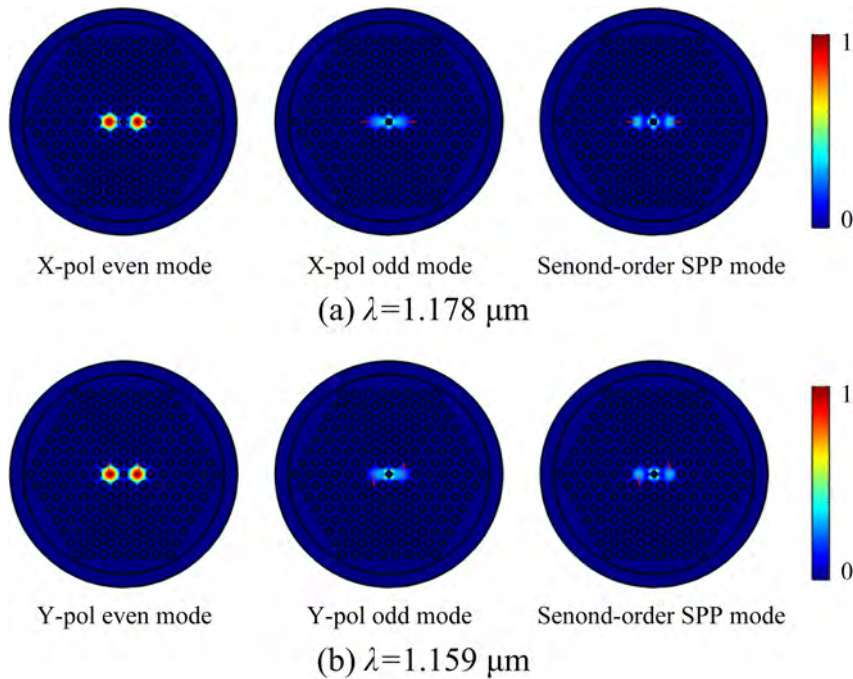 1
0
X-pol even mode X-pol odd mode Senond-order SPP mode
(a) λ=1.178 μm
1
0
Y-pol even mode Y-pol odd mode Senond-order SPP mode
(b) λ=1.159 μm